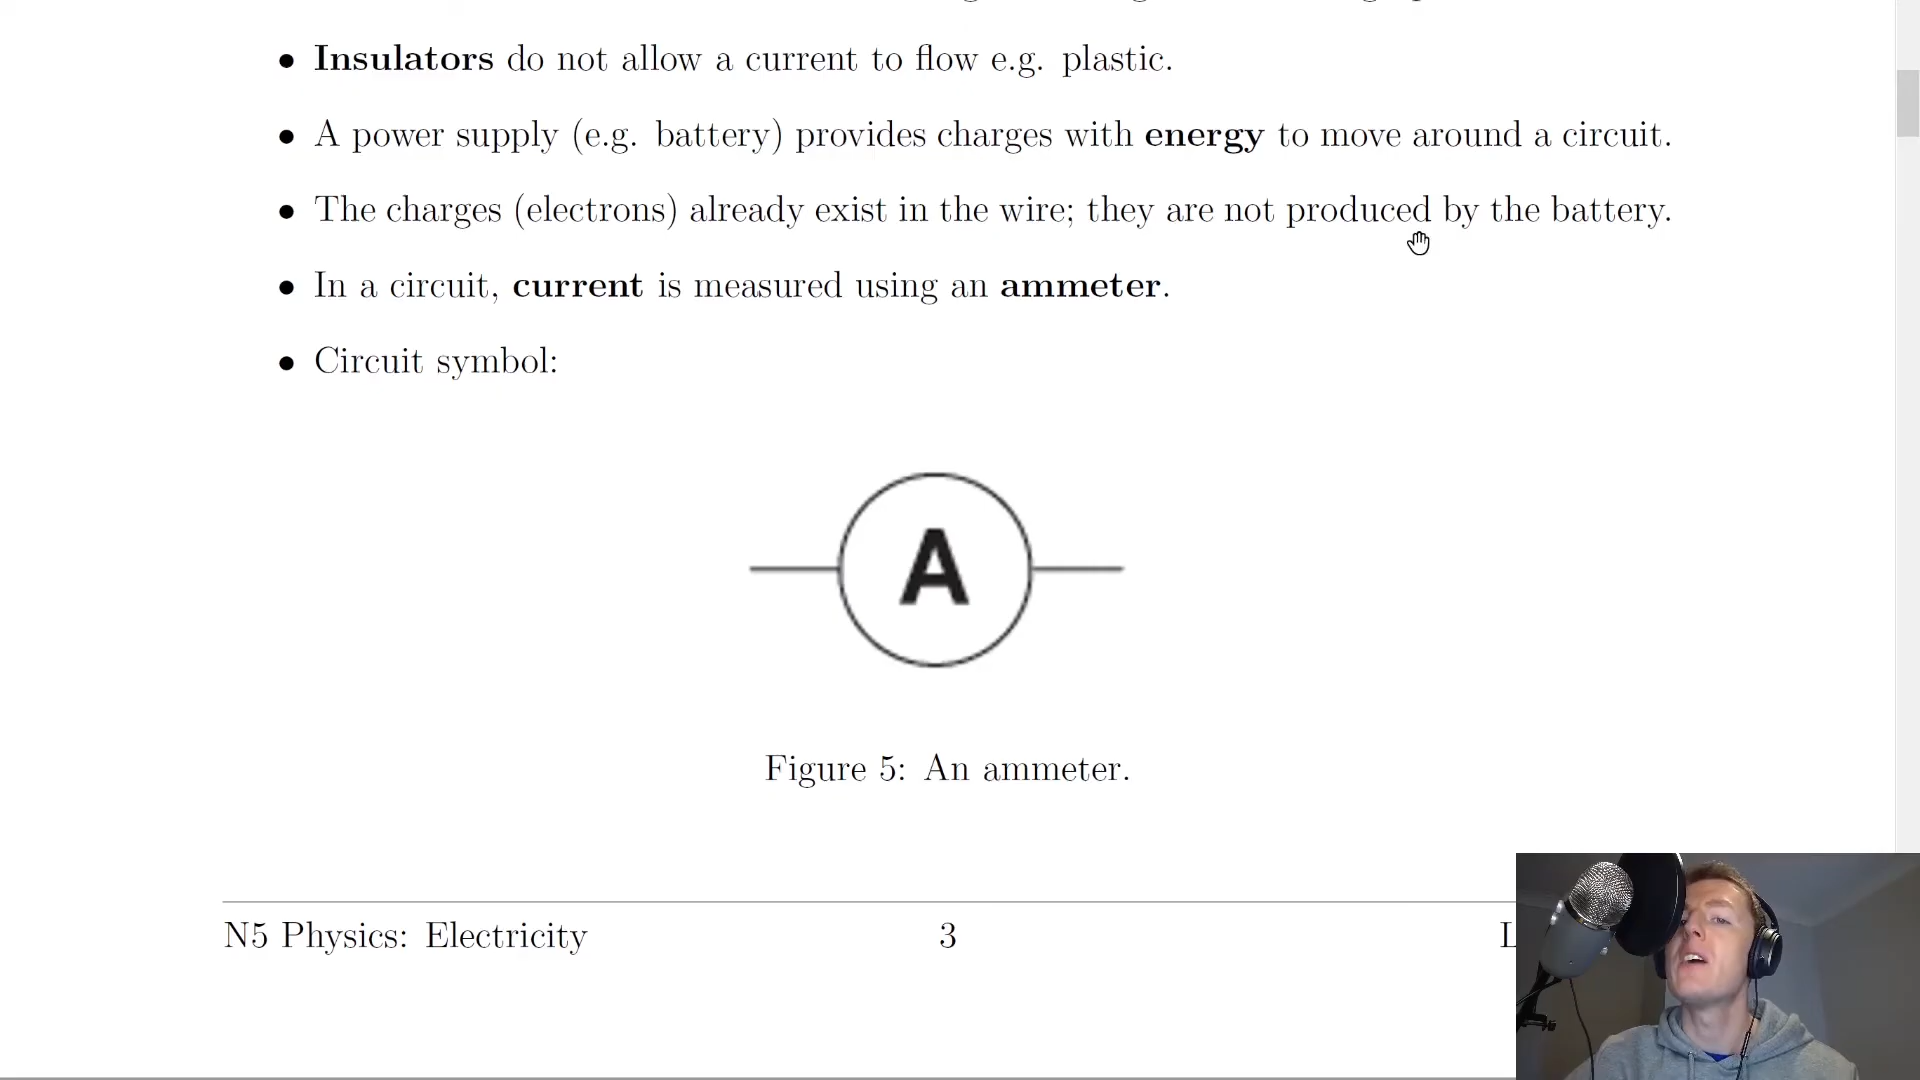 • Insulators do not allow a current to flow e.g. plastic.
• A power supply (e.g. battery) provides charges with energy to move around a circuit.
• The charges (electrons) already exist in the wire; they are not produced by the battery.
• In a circuit, current is measured using an ammeter.
• Circuit symbol:
A
Figure 5: An ammeter.
N5 Physics: Electricity 3